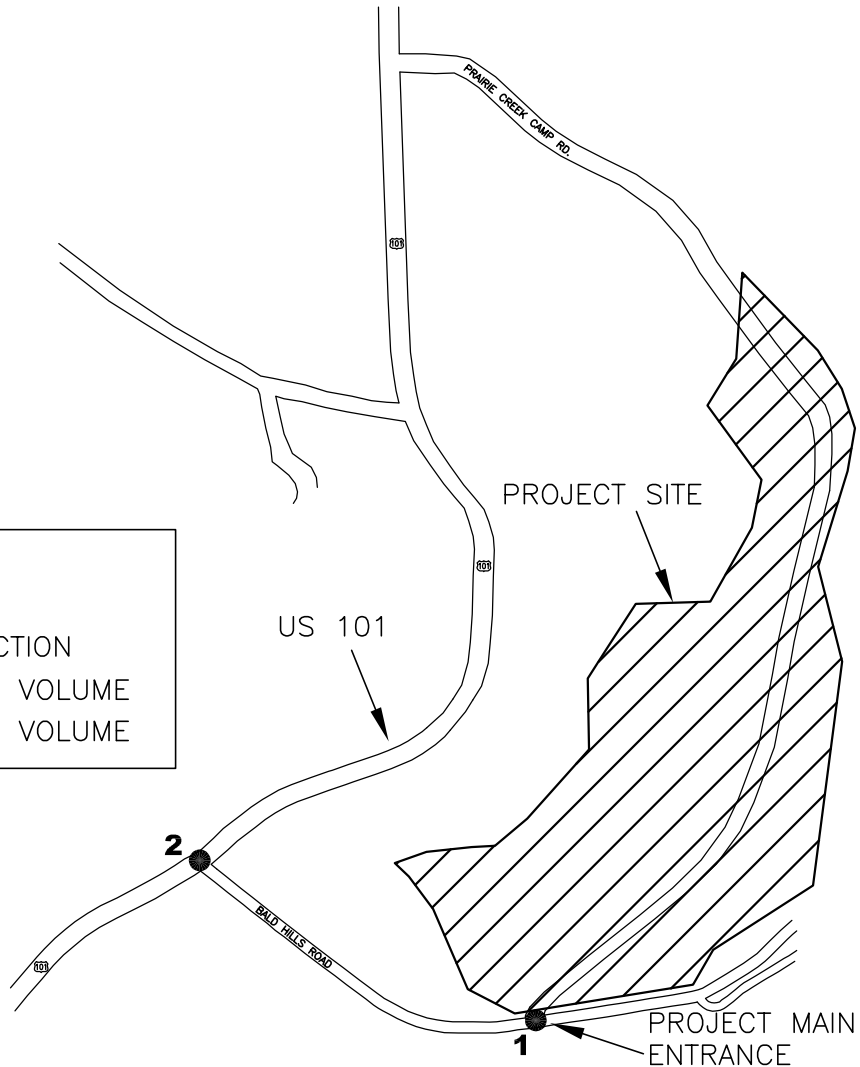 PRAIRIE CREEK CAMP RD.
101
PROJECT SITE
101
US 101
CTION
VOLUME
VOLUME
2
BALD HILLS ROAD
101
1
PROJECT MAIN
ENTRANCE